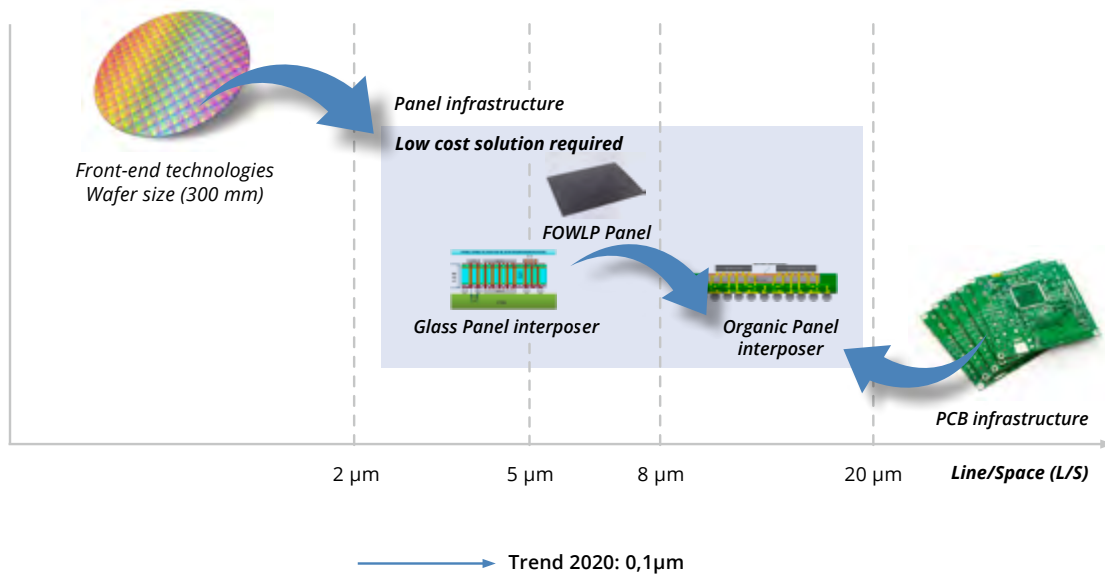 Panel infrastructure
Low cost solution required
Front-end technologies
Wafer size (300 mm)
FOWLP Panel
Glass Panel interposer
Organic Panel
interposer
PCB infrastructure
2 µm
5 µm
8 µm
20 µm
Line/Space (L/S)
Trend 2020: 0,1µm